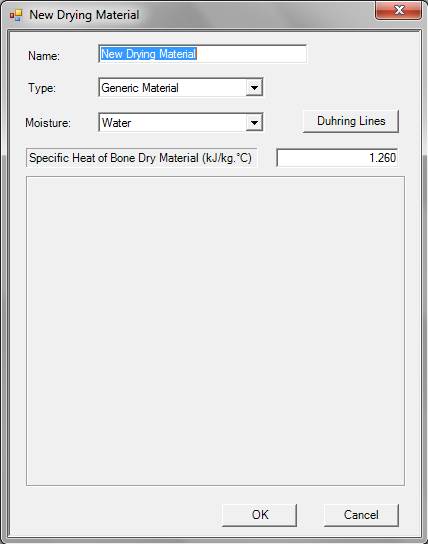 New Drying Material
Name: New Drying Material
Type: Generic Material
Moisture: Water Duhring Lines
Specific Heat of Bone Dry Material (kJ/kg.°C) 1.260
OK Cancel